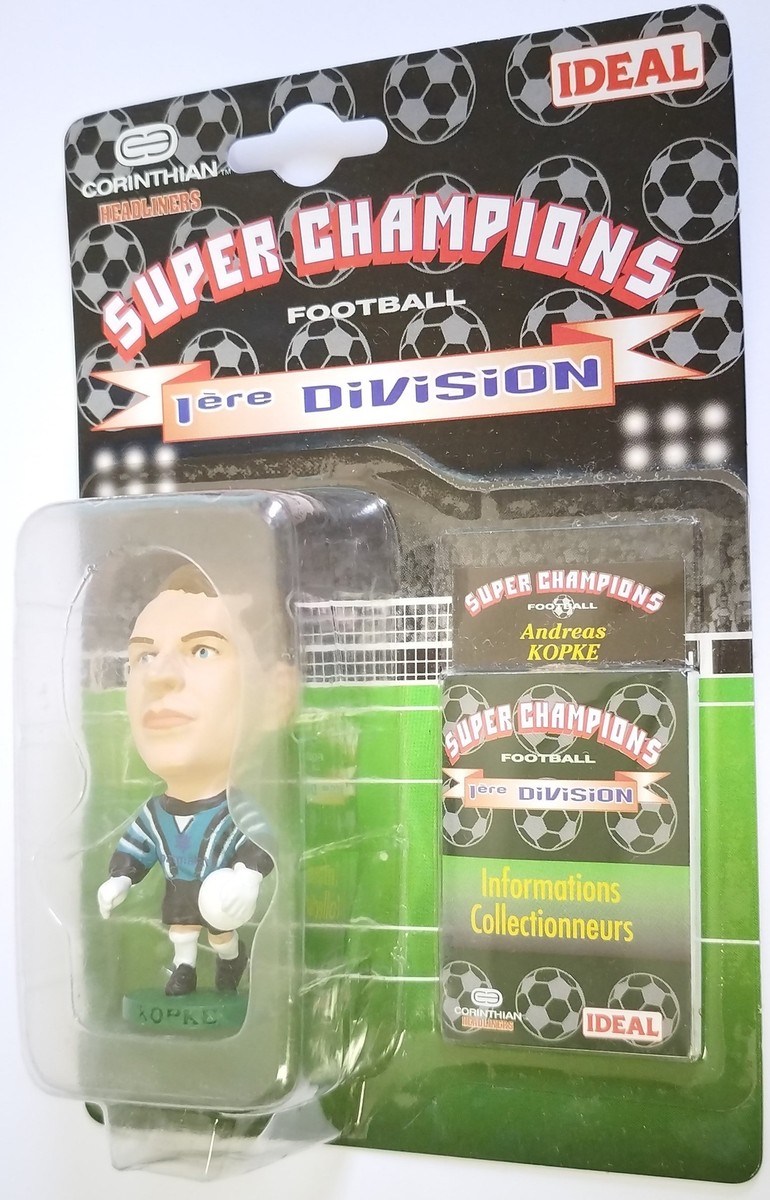 IDEAL
CORINTHIAN™
HEADLINERS
SUPER CHAMPIONS
FOOTBALL
1ère DiViSiON
SUPER CHAMPIONS
FOOTBALL
Andreas
KOPKE
SUPER CHAMPIONS
FOOTBALL
1ère DiViSiON
Informations
Collectionneurs
CORINTHIAN
HEADLINERS
IDEAL
KOPKE